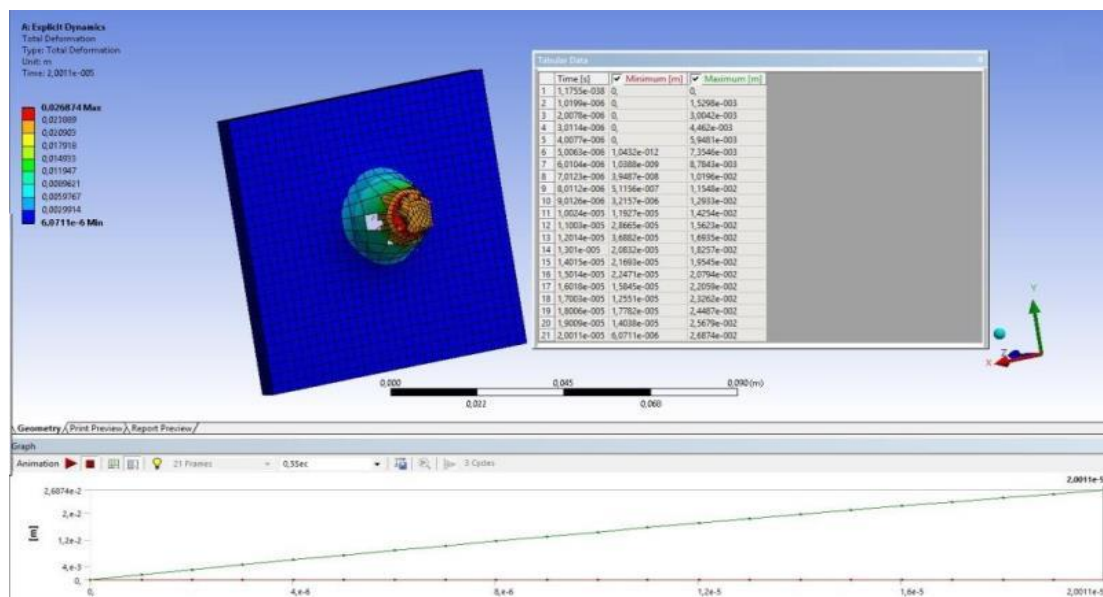 A: Explicit Dynamics
Total Deformation
Type: Total Deformation
Unit: m
Time: 2,0011e-005
0,026874 Max
0,023889
0,020903
0,017918
0,014933
0,011947
0,0089621
0,0059767
0,0029914
6,0711e-6 Min
Tabular Data
Time [s] Minimum [m] Maximum [m]
1 1,1755e-038 0, 0,
2 1,0199e-006 0, 1,5298e-003
3 2,0078e-006 0, 3,0042e-003
4 3,0114e-006 0, 4,462e-003
5 4,0077e-006 0, 5,9481e-003
6 5,0063e-006 1,0432e-012 7,3546e-003
7 6,0104e-006 1,0388e-009 8,7843e-003
8 7,0123e-006 3,9487e-008 1,0196e-002
9 8,0112e-006 5,1156e-007 1,1548e-002
10 9,0126e-006 3,2157e-006 1,2933e-002
11 1,0024e-005 1,1927e-005 1,4254e-002
12 1,1003e-005 2,8665e-005 1,5623e-002
13 1,2014e-005 3,6882e-005 1,6935e-002
14 1,301e-005 2,0832e-005 1,8257e-002
15 1,4015e-005 2,1693e-005 1,9545e-002
16 1,5014e-005 2,2471e-005 2,0794e-002
17 1,6018e-005 1,5845e-005 2,2059e-002
18 1,7003e-005 1,2551e-005 2,3262e-002
19 1,8006e-005 1,7782e-005 2,4487e-002
20 1,9009e-005 1,4038e-005 2,5679e-002
21 2,0011e-005 6,0711e-006 2,6874e-002
Y
X
Z
0,000 0,045 0,090 (m)
0,022 0,068
Geometry Print Preview Report Preview
Graph
Animation 21 Frames 0,5Sec 3 Cycles
2,0011e-5
2,6874e-2
2,e-2
1,2e-2
4,e-3
0,
[m]
0, 4,e-6 8,e-6 1,2e-5 1,6e-5 2,0011e-5